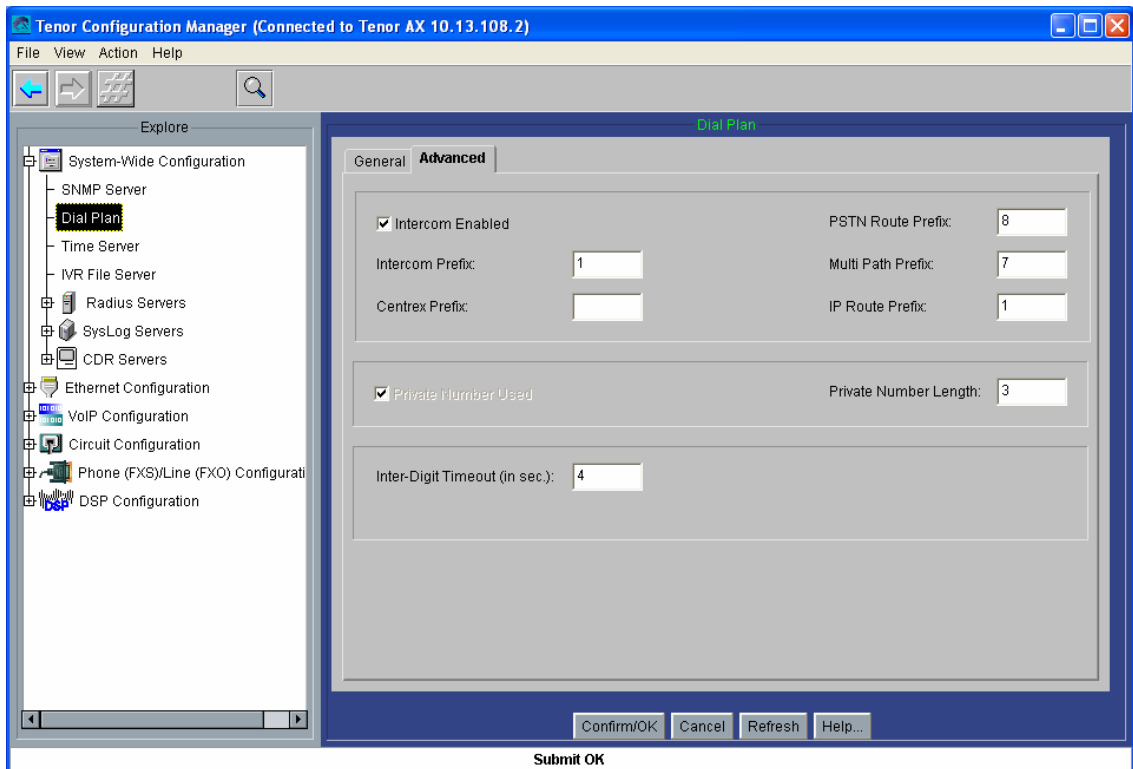 Tenor Configuration Manager (Connected to Tenor AX 10.13.108.2)
File View Action Help
Explore
System-Wide Configuration
SNMP Server
Dial Plan
Time Server
IVR File Server
Radius Servers
SysLog Servers
CDR Servers
Ethernet Configuration
VoIP Configuration
Circuit Configuration
Phone (FXS)/Line (FXO) Configurati
DSP DSP Configuration
Dial Plan
General Advanced
Intercom Enabled PSTN Route Prefix: 8
Intercom Prefix: 1 Multi Path Prefix: 7
Centrex Prefix: IP Route Prefix: 1
Private Number Used Private Number Length: 3
Inter-Digit Timeout (in sec.): 4
Confirm/OK Cancel Refresh Help...
Submit OK